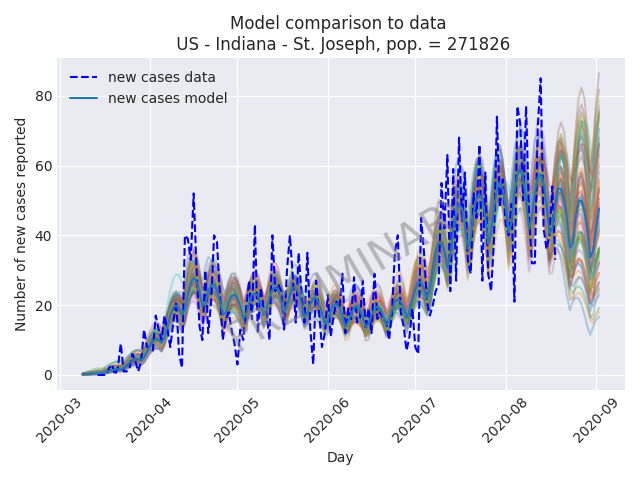 Model comparison to data
US - Indiana - St. Joseph, pop. = 271826
new cases data
new cases model
PRELIMINARY
Number of new cases reported
80
60
40
20
0
2020-03
2020-04
2020-05
2020-06
2020-07
2020-08
2020-09
Day